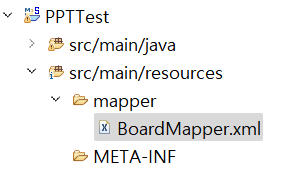 PPTTest
src/main/java
src/main/resources
mapper
BoardMapper.xml
META-INF